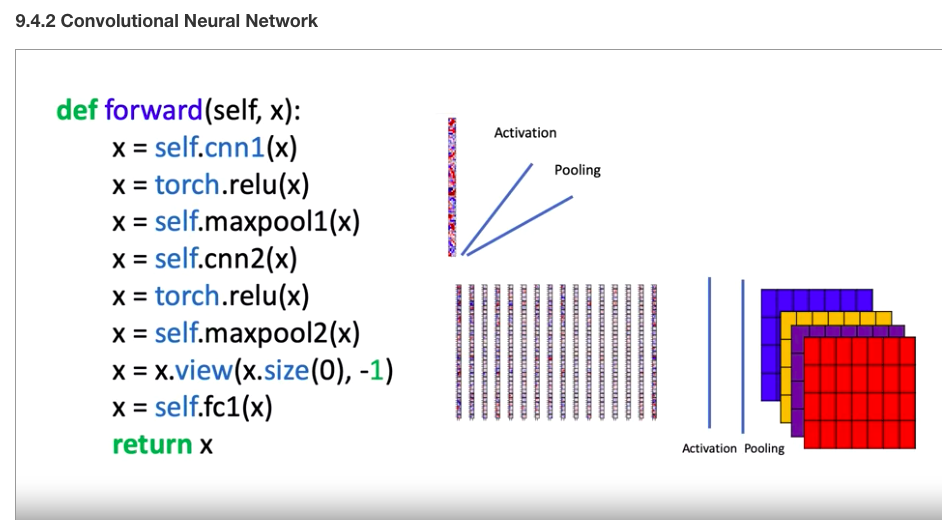 9.4.2 Convolutional Neural Network
def forward(self, x):
x = self.cnn1(x)
x = torch.relu(x)
x = self.maxpool1(x)
x = self.cnn2(x)
x = torch.relu(x)
x = self.maxpool2(x)
x = x.view(x.size(0), -1)
x = self.fc1(x)
return x
Activation
Pooling
Activation Pooling